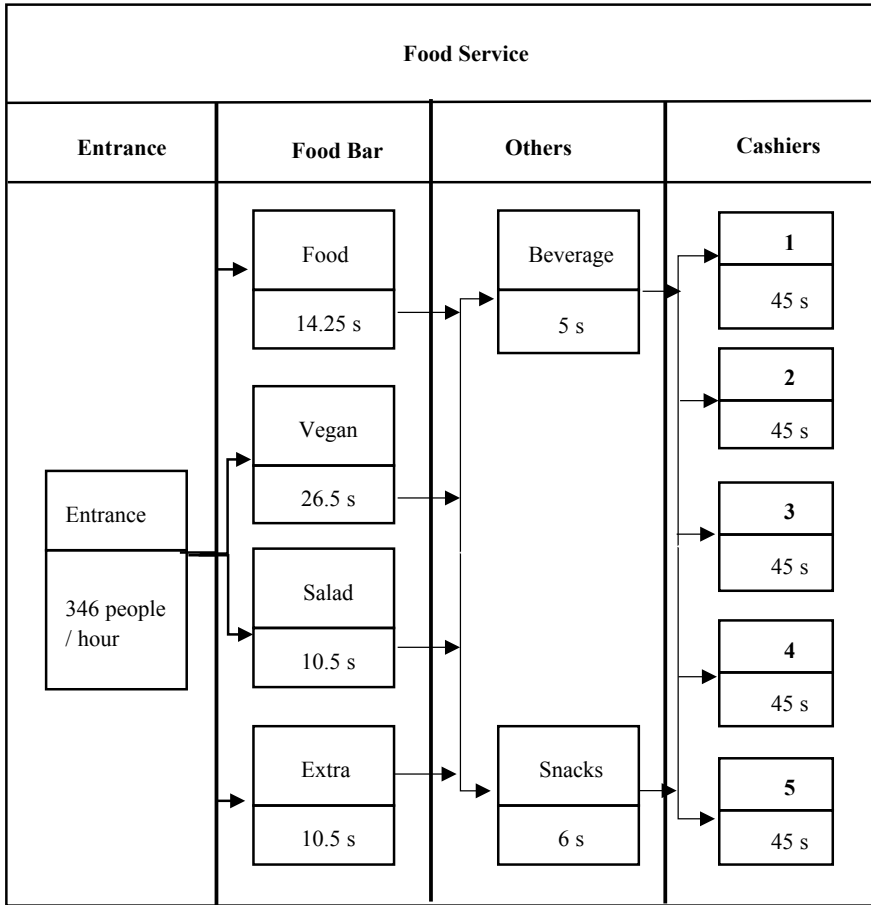 Food Service
Entrance
Food Bar
Others
Cashiers
Entrance
346 people
/ hour
Food
14.25 s
Vegan
26.5 s
Salad
10.5 s
Extra
10.5 s
Beverage
5 s
Snacks
6 s
1
45 s
2
45 s
3
45 s
4
45 s
5
45 s